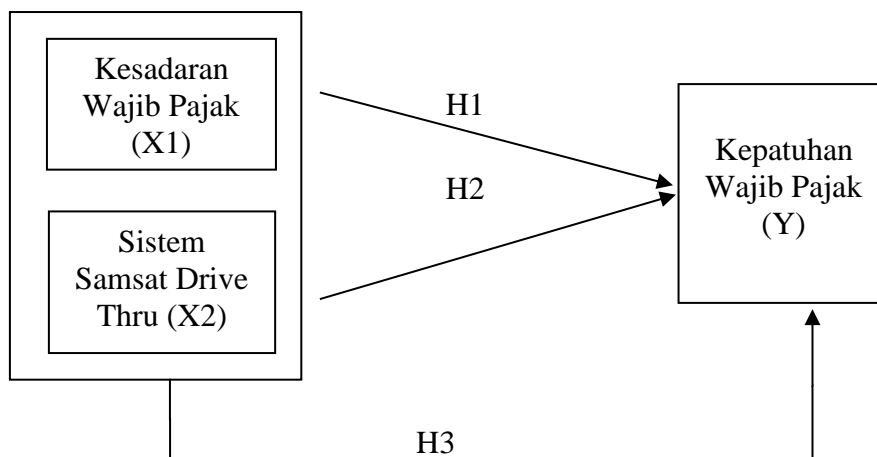 Kesadaran
Wajib Pajak
(X1)
Sistem
Samsat Drive
Thru (X2)
H1
H2
Kepatuhan
Wajib Pajak
(Y)
H3